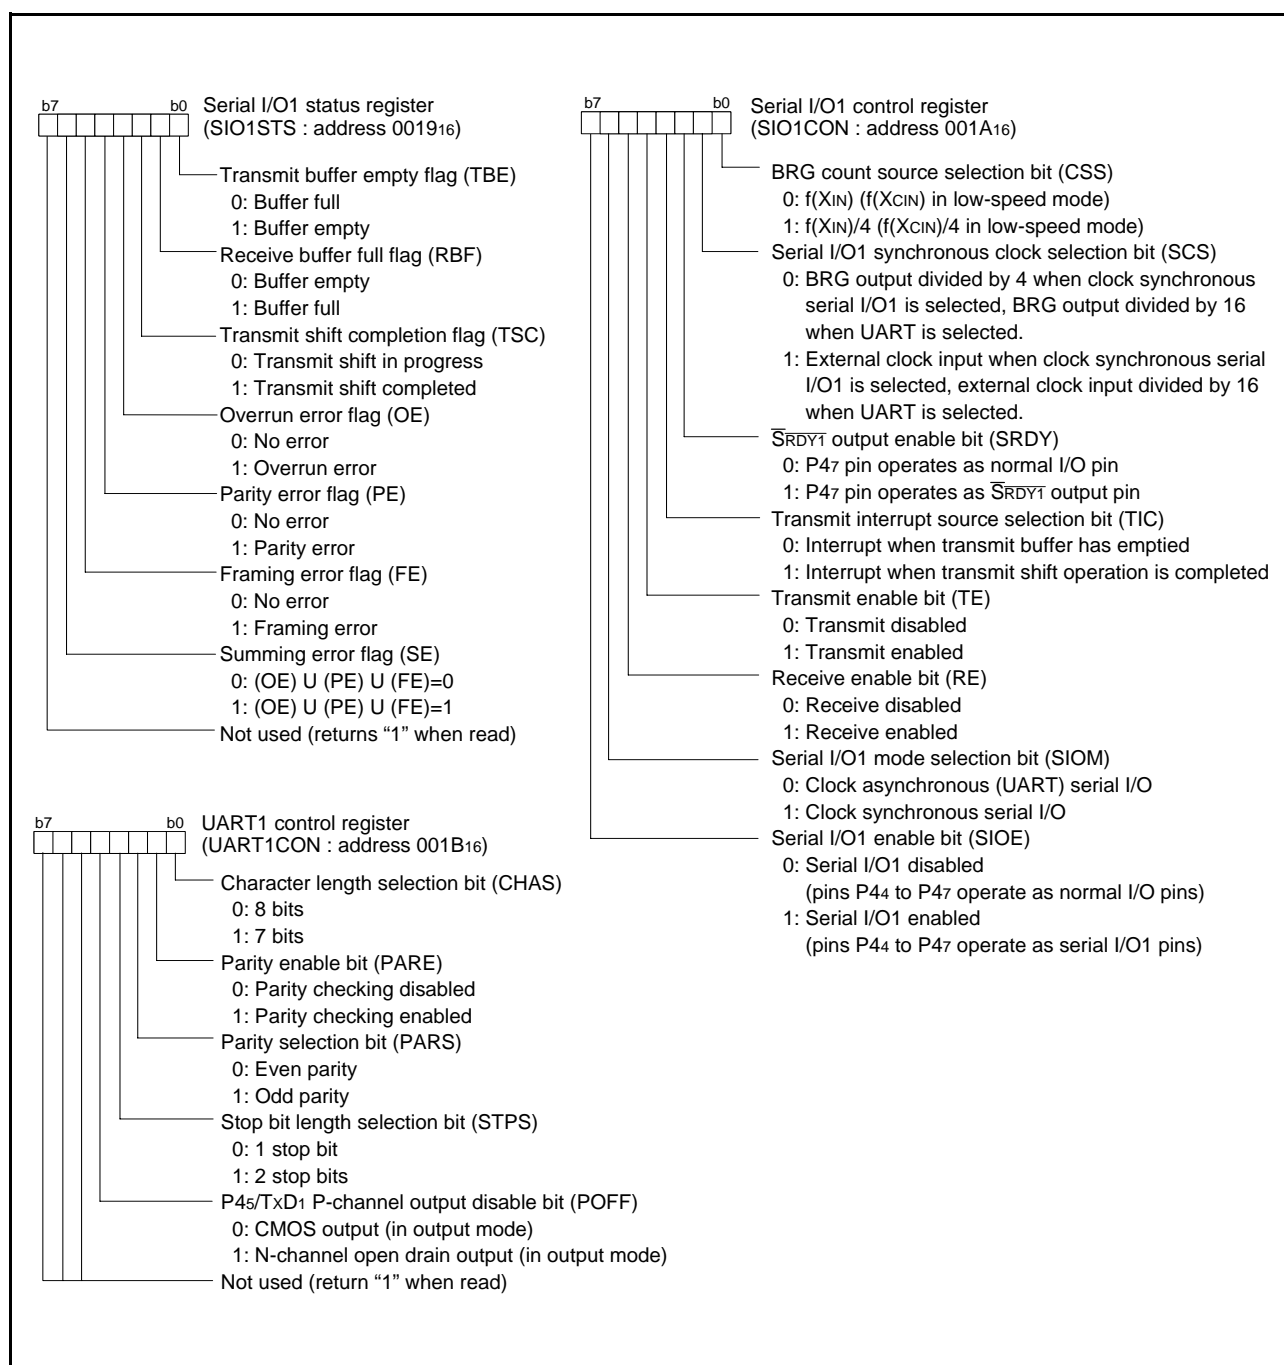 b7 b0 Serial I/O1 status register
(SIO1STS : address 001916)
Transmit buffer empty flag (TBE)
0: Buffer full
1: Buffer empty
Receive buffer full flag (RBF)
0: Buffer empty
1: Buffer full
Transmit shift completion flag (TSC)
0: Transmit shift in progress
1: Transmit shift completed
Overrun error flag (OE)
0: No error
1: Overrun error
Parity error flag (PE)
0: No error
1: Parity error
Framing error flag (FE)
0: No error
1: Framing error
Summing error flag (SE)
0: (OE) U (PE) U (FE)=0
1: (OE) U (PE) U (FE)=1
Not used (returns “1” when read)
b7 b0 UART1 control register
(UART1CON : address 001B16)
Character length selection bit (CHAS)
0: 8 bits
1: 7 bits
Parity enable bit (PARE)
0: Parity checking disabled
1: Parity checking enabled
Parity selection bit (PARS)
0: Even parity
1: Odd parity
Stop bit length selection bit (STPS)
0: 1 stop bit
1: 2 stop bits
P45/TxD1 P-channel output disable bit (POFF)
0: CMOS output (in output mode)
1: N-channel open drain output (in output mode)
Not used (return “1” when read)
b7 b0 Serial I/O1 control register
(SIO1CON : address 001A16)
BRG count source selection bit (CSS)
0: f(XIN) (f(XCIN) in low-speed mode)
1: f(XIN)/4 (f(XCIN)/4 in low-speed mode)
Serial I/O1 synchronous clock selection bit (SCS)
0: BRG output divided by 4 when clock synchronous
serial I/O1 is selected, BRG output divided by 16
when UART is selected.
1: External clock input when clock synchronous serial
I/O1 is selected, external clock input divided by 16
when UART is selected.
SRDY1 output enable bit (SRDY)
0: P47 pin operates as normal I/O pin
1: P47 pin operates as SRDY1 output pin
Transmit interrupt source selection bit (TIC)
0: Interrupt when transmit buffer has emptied
1: Interrupt when transmit shift operation is completed
Transmit enable bit (TE)
0: Transmit disabled
1: Transmit enabled
Receive enable bit (RE)
0: Receive disabled
1: Receive enabled
Serial I/O1 mode selection bit (SIOM)
0: Clock asynchronous (UART) serial I/O
1: Clock synchronous serial I/O
Serial I/O1 enable bit (SIOE)
0: Serial I/O1 disabled
(pins P44 to P47 operate as normal I/O pins)
1: Serial I/O1 enabled
(pins P44 to P47 operate as serial I/O1 pins)